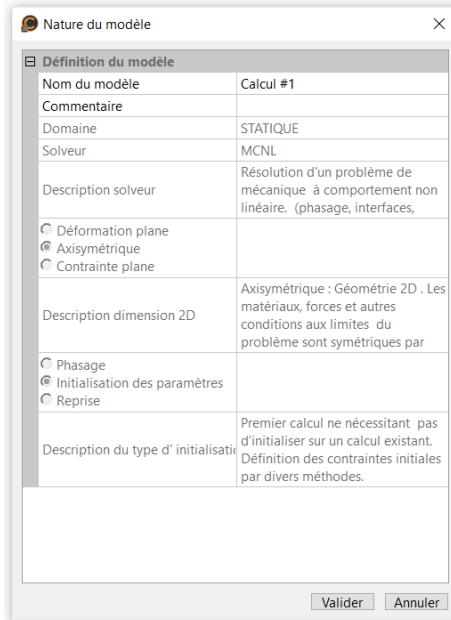 Nature du modèle
Définition du modèle
Nom du modèle Calcul #1
Commentaire
Domaine STATIQUE
Solveur MCNL
Description solveur
Résolution d'un problème de
mécanique à comportement non
linéaire. (phasage, interfaces,
Déformation plane
Axisymétrique
Contrainte plane
Description dimension 2D
Axisymétrique : Géométrie 2D . Les
matériaux, forces et autres
conditions aux limites du
problème sont symétriques par
Phasage
Initialisation des paramètres
Reprise
Description du type d' initialisatio
Premier calcul ne nécessitant pas
d'initialiser sur un calcul existant.
Définition des contraintes initiales
par divers méthodes.
Valider Annuler